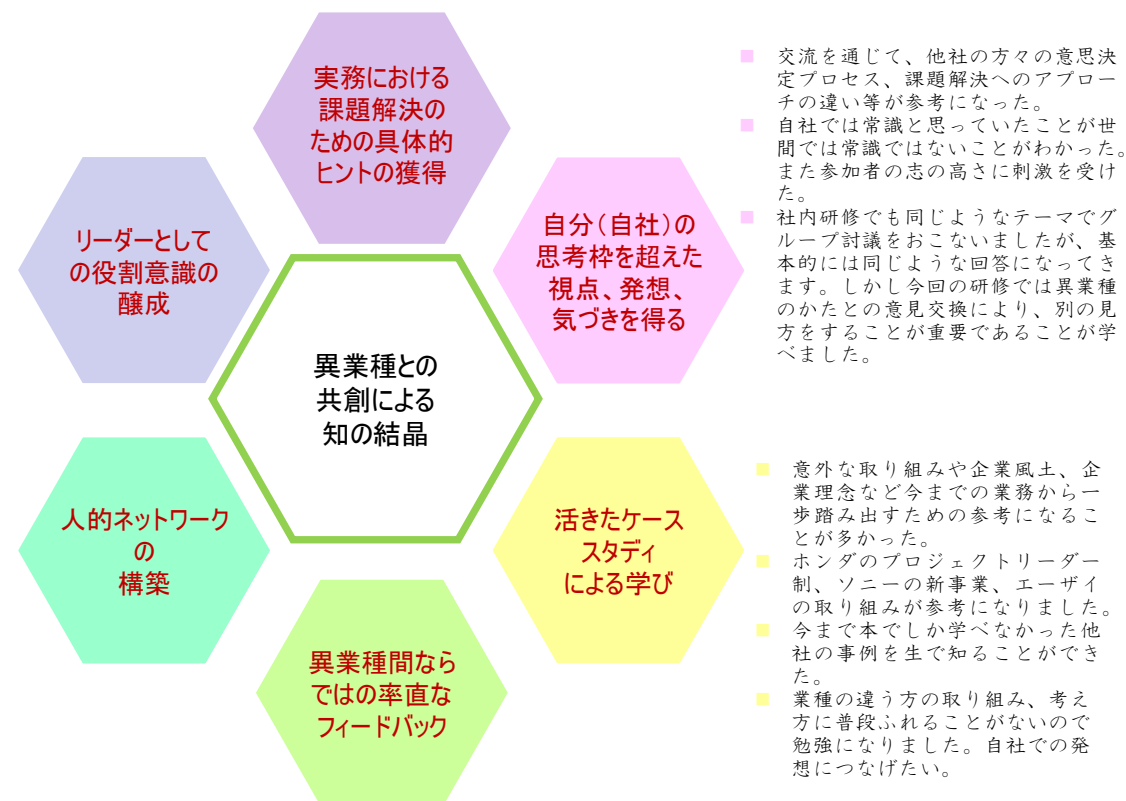 実務における
課題解決の
ための具体的
ヒントの獲得
リーダーとして
の役割意識の
醸成
自分（自社）の
思考枠を超えた
視点、発想、
気づきを得る
異業種との
共創による
知の結晶
人的ネットワーク
の
構築
活きたケース
スタディ
による学び
異業種間なら
ではの率直な
フィードバック
交流を通じて、他社の方々の意思決
定プロセス、課題解決へのアプロー
チの違い等が参考になった。
自社では常識と思っていたことが世
間では常識ではないことがわかった。
また参加者の志の高さに刺激を受け
た。
社内研修でも同じようなテーマでグ
ループ討議をおこないましたが、基
本的には同じような回答になってき
ます。しかし今回の研修では異業種
のかたとの意見交換により、別の見
方をすることが重要であることが学
べました。
意外な取り組みや企業風土、企
業理念など今までの業務から一
歩踏み出すための参考になるこ
とが多かった。
ホンダのプロジェクトリーダー
制、ソニーの新事業、エーザイ
の取り組みが参考になりました。
今まで本でしか学べなかった他
社の事例を生で知ることができ
た。
業種の違う方の取り組み、考え
方に普段ふれることがないので
勉強になりました。自社での発
想につなげたい。